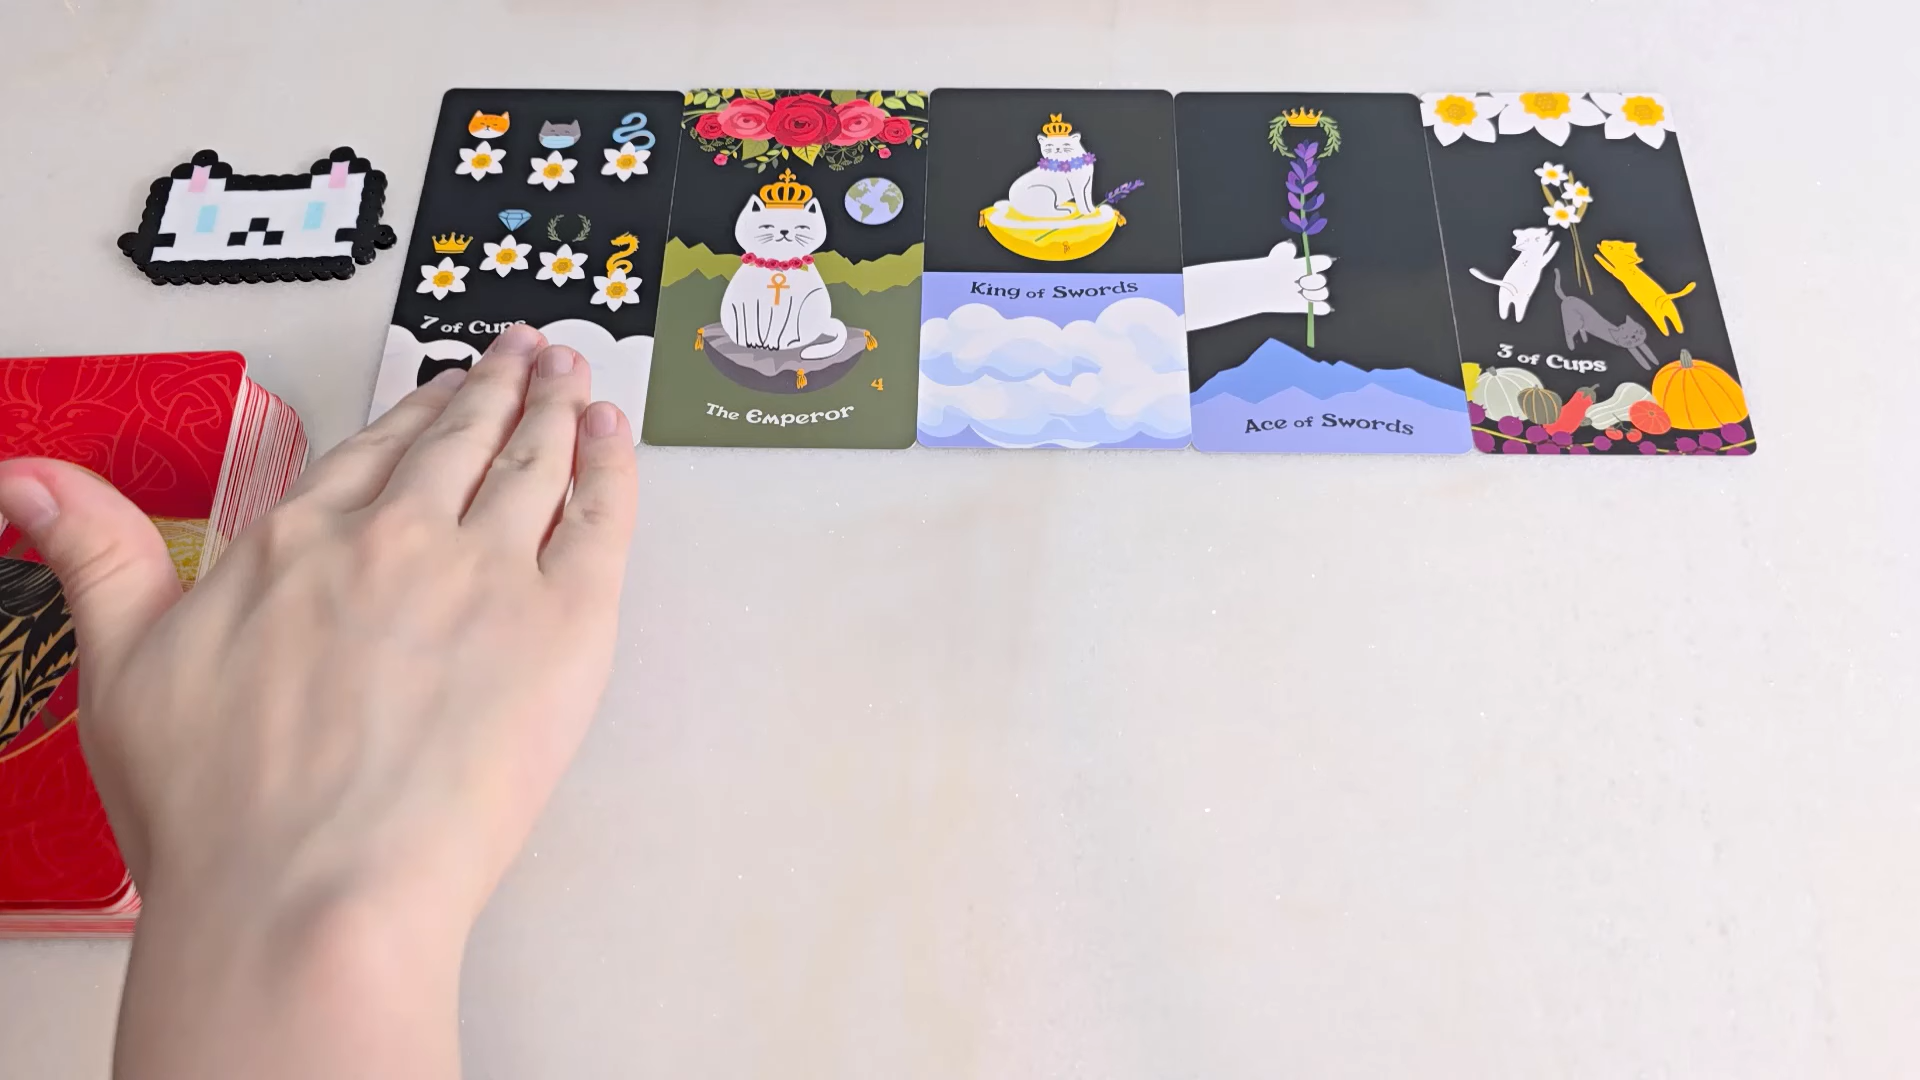 7 of Cups
The Emperor
4
King of Swords
Ace of Swords
3 of Cups